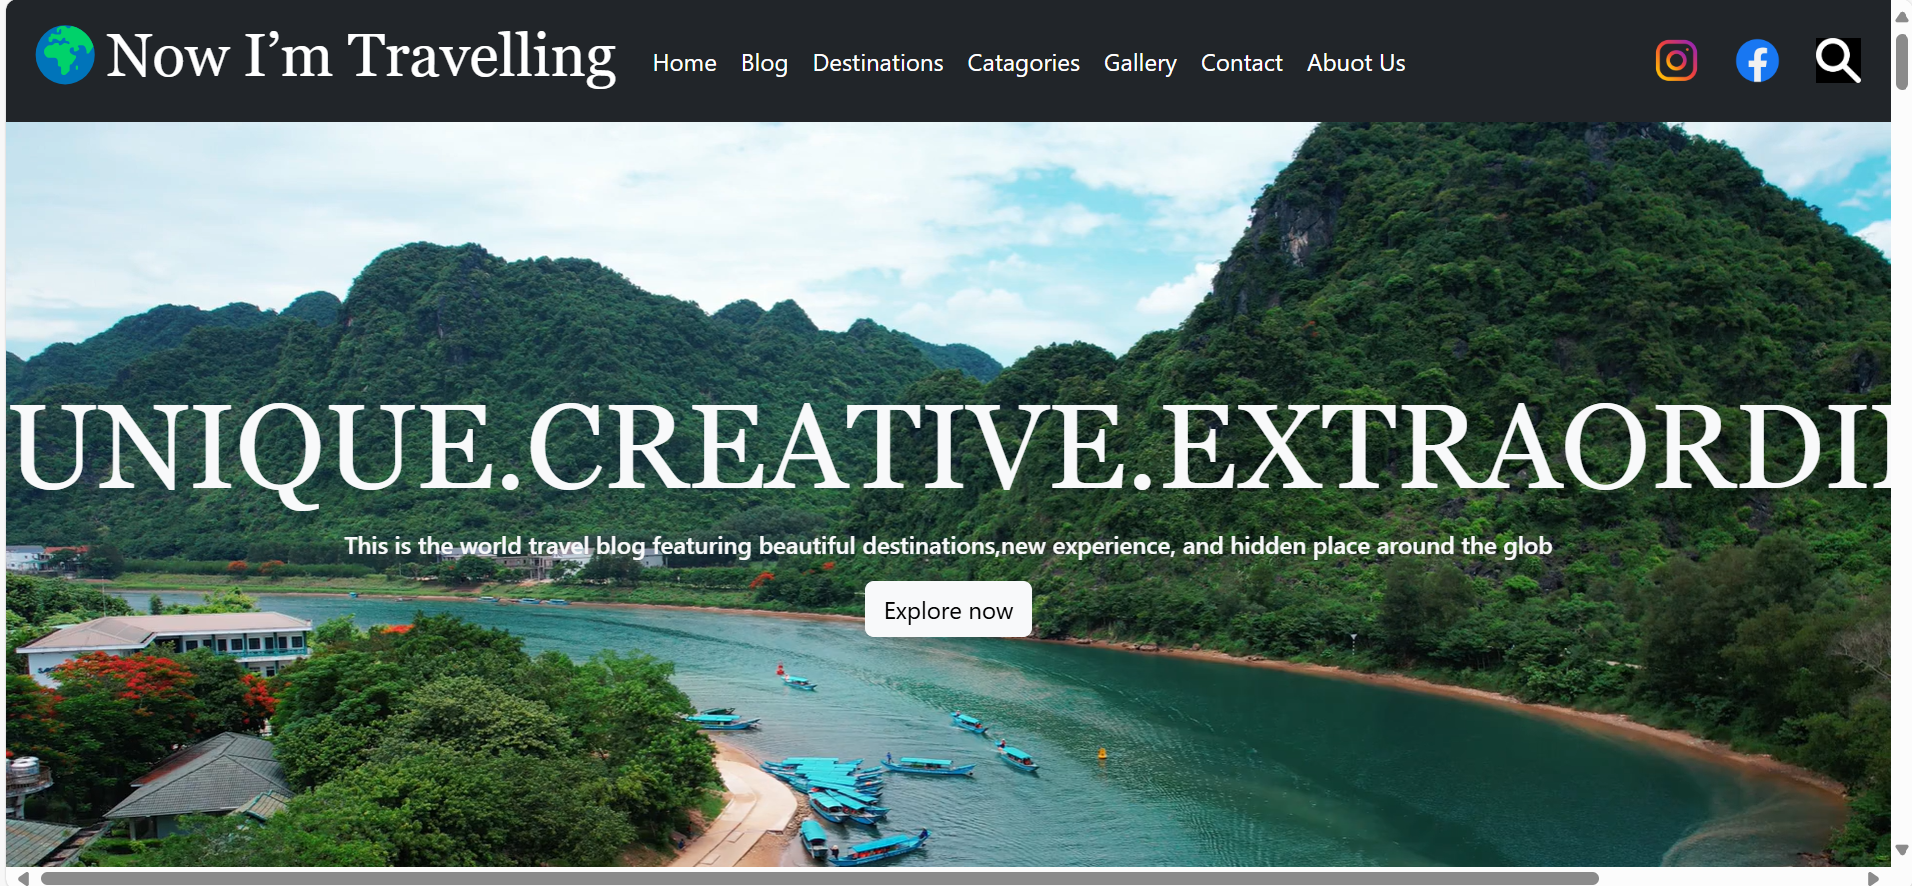 Now I’m Travelling
Home Blog Destinations Catagories Gallery Contact Abuot Us
UNIQUE.CREATIVE.EXTRAORDI
This is the world travel blog featuring beautiful destinations,new experience, and hidden place around the glob
Explore now